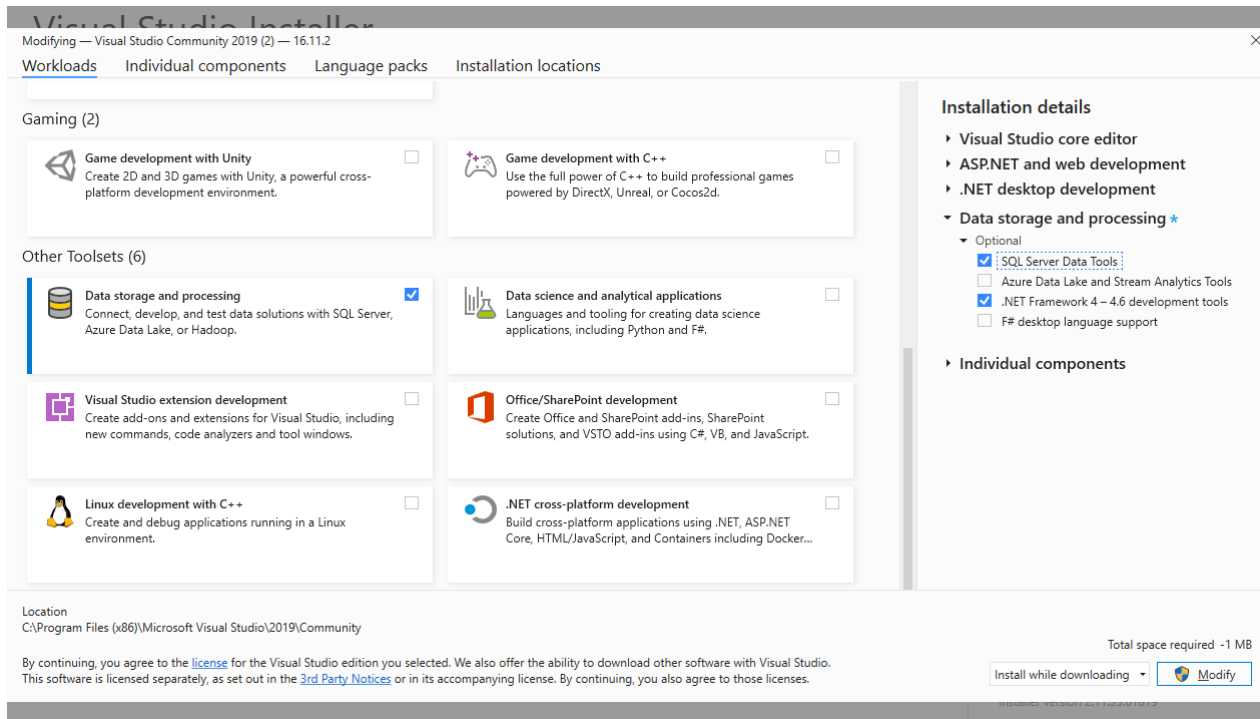 Visual Studio Installer
Modifying — Visual Studio Community 2019 (2) — 16.11.2
Workloads Individual components Language packs Installation locations
Gaming (2)
Game development with Unity
Create 2D and 3D games with Unity, a powerful cross-
platform development environment.
Game development with C++
Use the full power of C++ to build professional games
powered by DirectX, Unreal, or Cocos2d.
Other Toolsets (6)
Data storage and processing
Connect, develop, and test data solutions with SQL Server,
Azure Data Lake, or Hadoop.
Data science and analytical applications
Languages and tooling for creating data science
applications, including Python and F#.
Visual Studio extension development
Create add-ons and extensions for Visual Studio, including
new commands, code analyzers and tool windows.
Office/SharePoint development
Create Office and SharePoint add-ins, SharePoint
solutions, and VSTO add-ins using C#, VB, and JavaScript.
Linux development with C++
Create and debug applications running in a Linux
environment.
.NET cross-platform development
Build cross-platform applications using .NET, ASP.NET
Core, HTML/JavaScript, and Containers including Docker...
Installation details
Visual Studio core editor
ASP.NET and web development
.NET desktop development
Data storage and processing *
Optional
SQL Server Data Tools
Azure Data Lake and Stream Analytics Tools
.NET Framework 4 – 4.6 development tools
F# desktop language support
Individual components
Location
C:\Program Files (x86)\Microsoft Visual Studio\2019\Community
By continuing, you agree to the license for the Visual Studio edition you selected. We also offer the ability to download other software with Visual Studio.
This software is licensed separately, as set out in the 3rd Party Notices or in its accompanying license. By continuing, you also agree to those licenses.
Total space required -1 MB
Install while downloading Modify